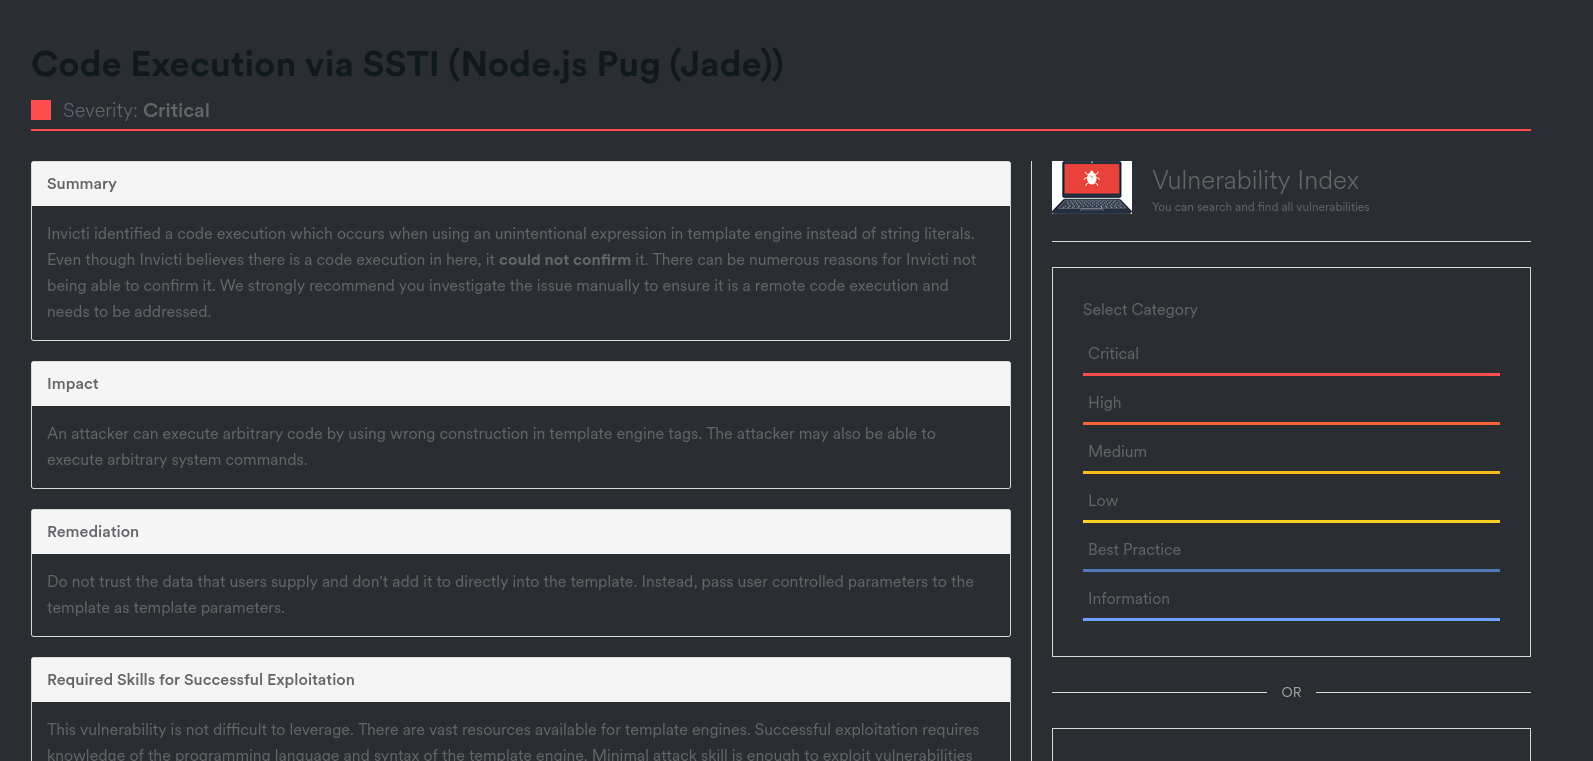 Code Execution via SSTI (Node.js Pug (Jade))
Severity: Critical
Summary
Invicti identified a code execution which occurs when using an unintentional expression in template engine instead of string literals.
Even though Invicti believes there is a code execution in here, it could not confirm it. There can be numerous reasons for Invicti not
being able to confirm it. We strongly recommend you investigate the issue manually to ensure it is a remote code execution and
needs to be addressed.
Impact
An attacker can execute arbitrary code by using wrong construction in template engine tags. The attacker may also be able to
execute arbitrary system commands.
Remediation
Do not trust the data that users supply and don't add it to directly into the template. Instead, pass user controlled parameters to the
template as template parameters.
Required Skills for Successful Exploitation
This vulnerability is not difficult to leverage. There are vast resources available for template engines. Successful exploitation requires
knowledge of the programming language and syntax of the template engine. Minimal attack skill is enough to exploit vulnerabilities
Vulnerability Index
You can search and find all vulnerabilities
Select Category
Critical
High
Medium
Low
Best Practice
Information
OR